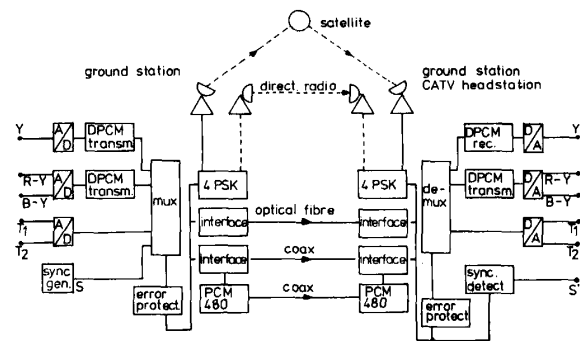 satellite
ground station
direct radio
ground station
CATV headstation
Y
A/D
DPCM
transm.
R-Y
B-Y
A/D
DPCM
transm.
T1
T2
A/D
sync
gen.
S
mux
error
protect.
4 PSK
interface
optical fibre
interface
coax
PCM
480
coax
4 PSK
interface
interface
PCM
480
de-
mux
error
protect
DPCM
rec.
D/A
Y
DPCM
transm.
D/A
R-Y
B-Y
D/A
T1
T2
sync.
detect
S